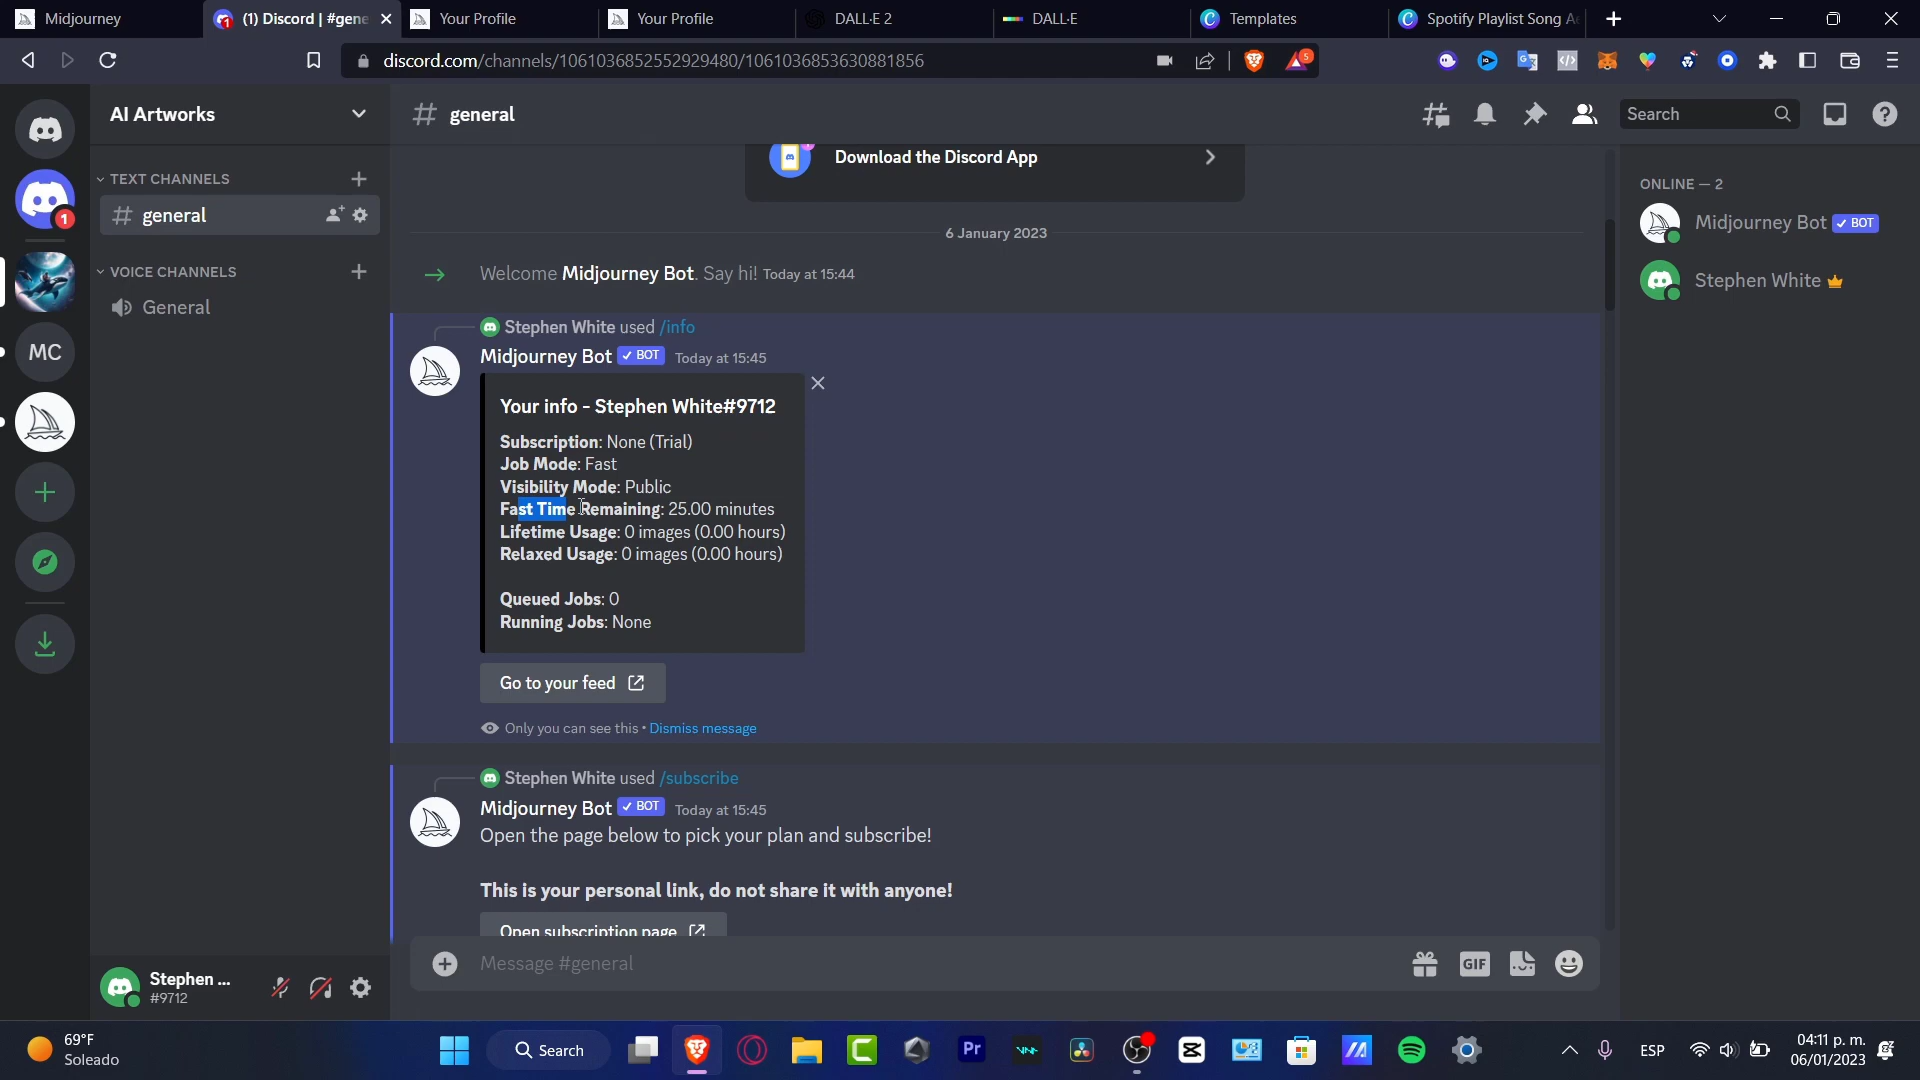 Midjourney
(1) Discord | #gene
Your Profile
Your Profile
DALL·E 2
DALL·E
Templates
Spotify Playlist Song A
discord.com/channels/1061036852552929480/1061036853630881856
5
AI Artworks
general
Search
TEXT CHANNELS
general
VOICE CHANNELS
General
1
MC
Download the Discord App
6 January 2023
Welcome Midjourney Bot. Say hi! Today at 15:44
Stephen White used /info
Midjourney Bot ✓ BOT Today at 15:45
Your info - Stephen White#9712
Subscription: None (Trial)
Job Mode: Fast
Visibility Mode: Public
Fast Time Remaining: 25.00 minutes
Lifetime Usage: 0 images (0.00 hours)
Relaxed Usage: 0 images (0.00 hours)
Queued Jobs: 0
Running Jobs: None
Go to your feed
Only you can see this • Dismiss message
Stephen White used /subscribe
Midjourney Bot ✓ BOT Today at 15:45
Open the page below to pick your plan and subscribe!
This is your personal link, do not share it with anyone!
Open subscription page
Message #general
GIF
ONLINE — 2
Midjourney Bot ✓ BOT
Stephen White
Stephen ...
#9712
69°F
Soleado
Search
Pr
ESP
04:11 p. m.
06/01/2023